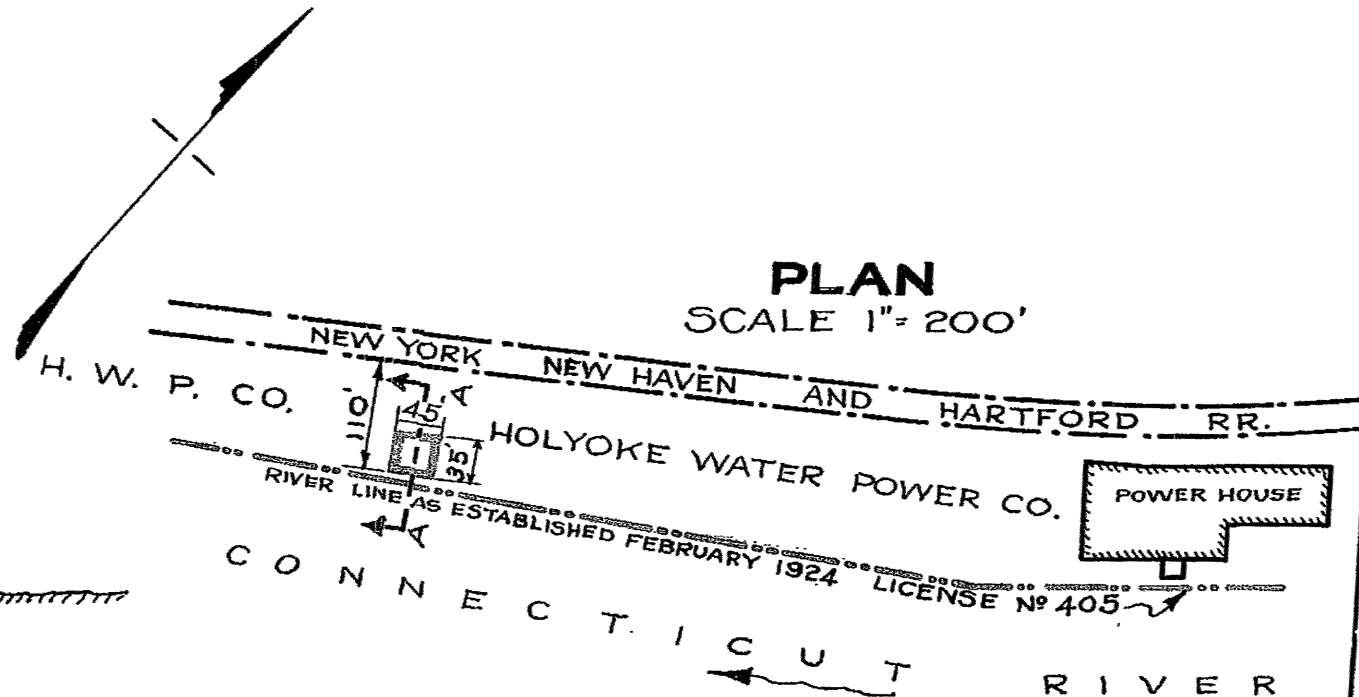 PLAN
SCALE 1"= 200'
NEW YORK NEW HAVEN AND HARTFORD RR.
H. W. P. CO.
110'
A
45'
35'
HOLYOKE WATER POWER CO.
POWER HOUSE
RIVER LINE AS ESTABLISHED FEBRUARY 1924 LICENSE Nº 405
A
CONNECTICUT RIVER